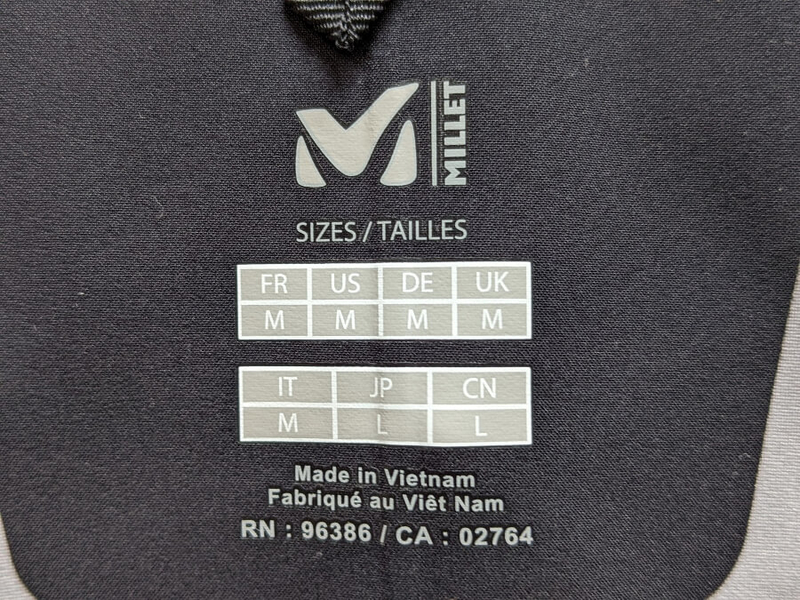 MILLET
SIZES / TAILLES
FR US DE UK
M M M M
IT JP CN
M L L
Made in Vietnam
Fabriqué au Viêt Nam
RN : 96386 / CA : 02764